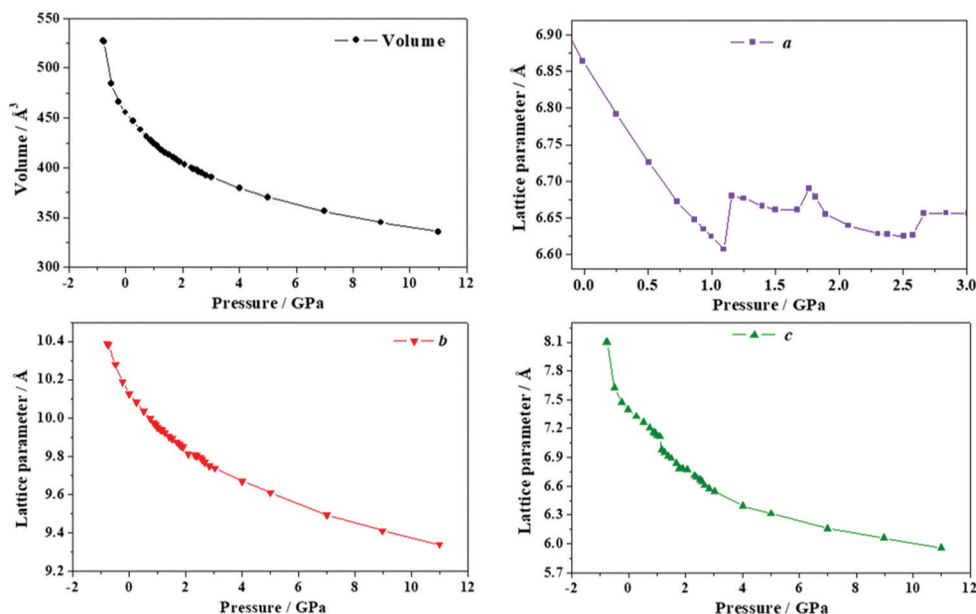 550
500
450
400
350
300
Volume / Å³
Volume
-2 0 2 4 6 8 10 12
Pressure / GPa
6.90
6.85
6.80
6.75
6.70
6.65
6.60
Lattice parameter / Å
a
0.0 0.5 1.0 1.5 2.0 2.5 3.0
Pressure / GPa
10.4
10.2
10.0
9.8
9.6
9.4
9.2
Lattice parameter / Å
b
-2 0 2 4 6 8 10 12
Pressure / GPa
8.1
7.8
7.5
7.2
6.9
6.6
6.3
6.0
5.7
Lattice parameter / Å
c
-2 0 2 4 6 8 10 12
Pressure / GPa